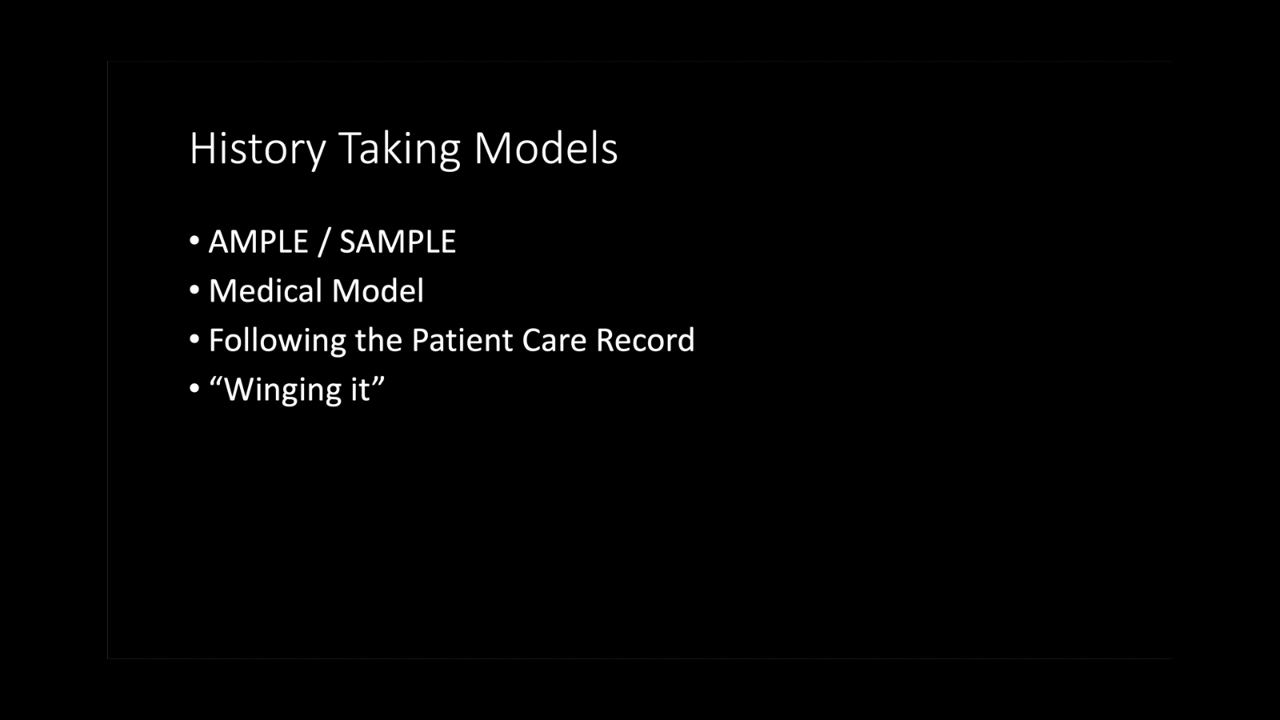 History Taking Models
• AMPLE / SAMPLE
• Medical Model
• Following the Patient Care Record
• “Winging it”